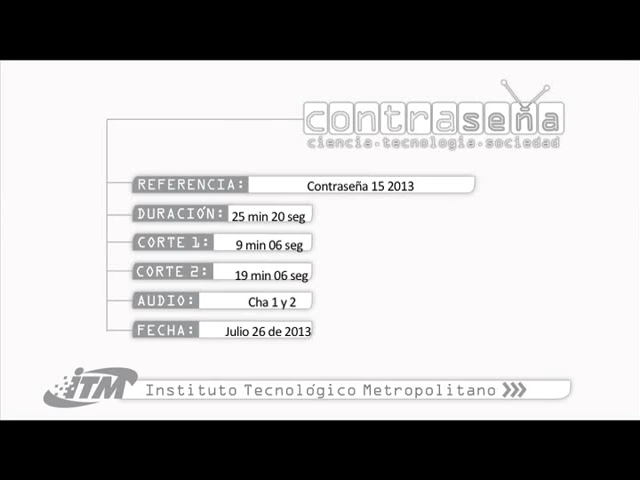 contraseña
ciencia·tecnología·sociedad
REFERENCIA: Contraseña 15 2013
DURACIÓN: 25 min 20 seg
CORTE 1: 9 min 06 seg
CORTE 2: 19 min 06 seg
AUDIO: Cha 1 y 2
FECHA: Julio 26 de 2013
iTM Instituto Tecnológico Metropolitano